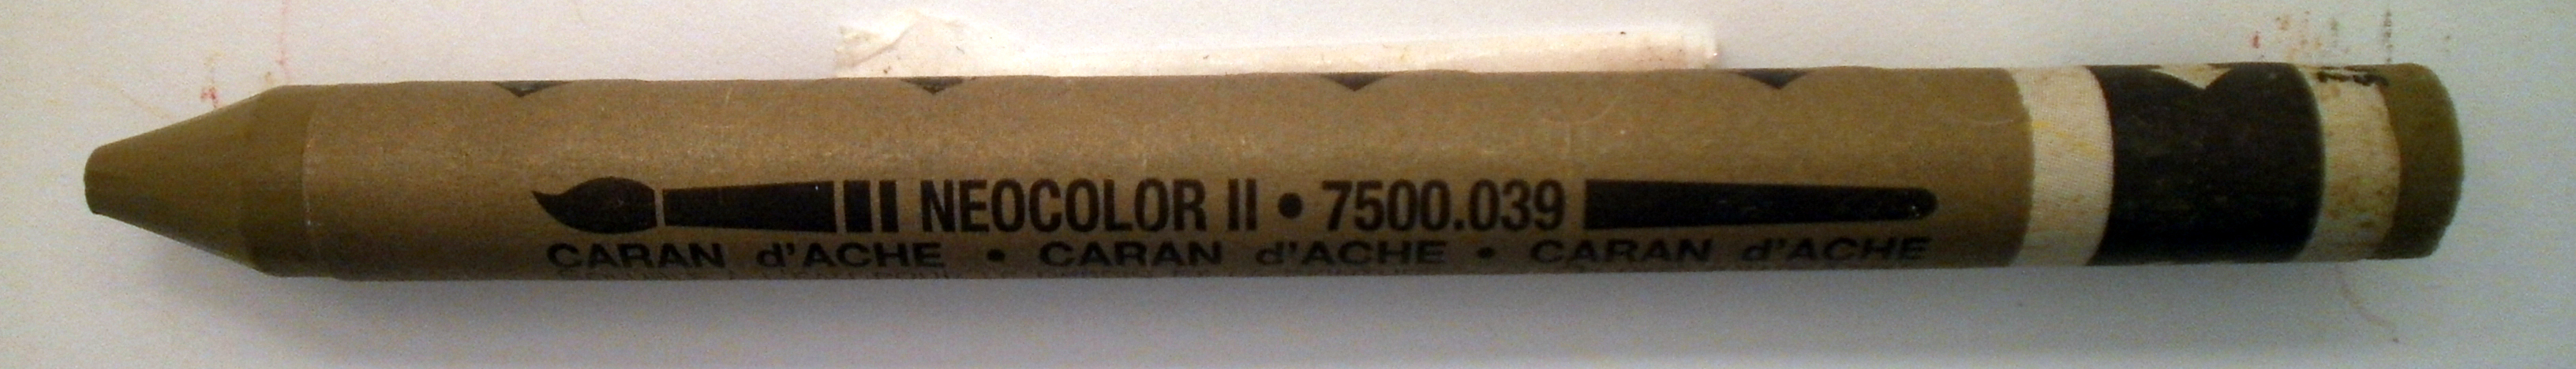 NEOCOLOR II • 7500.039
CARAN d'ACHE • CARAN d'ACHE • CARAN d'ACHE